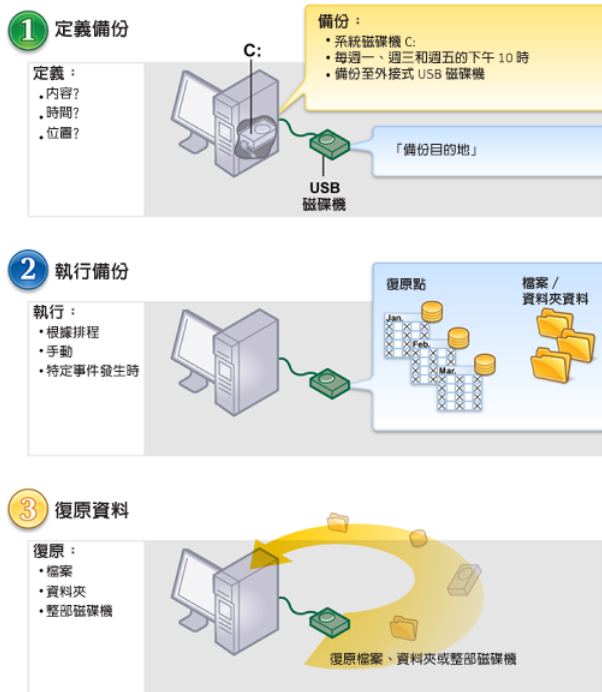 1 定義備份
定義：
• 內容?
• 時間?
• 位置?
C:
備份：
• 系統磁碟機 C:
• 每週一、週三和週五的下午 10 時
• 備份至外接式 USB 磁碟機
「備份目的地」
USB
磁碟機
2 執行備份
執行：
• 根據排程
• 手動
• 特定事件發生時
復原點
Jan.
Feb.
Mar.
檔案 /
資料夾資料
3 復原資料
復原：
• 檔案
• 資料夾
• 整部磁碟機
復原檔案、資料夾或整部磁碟機